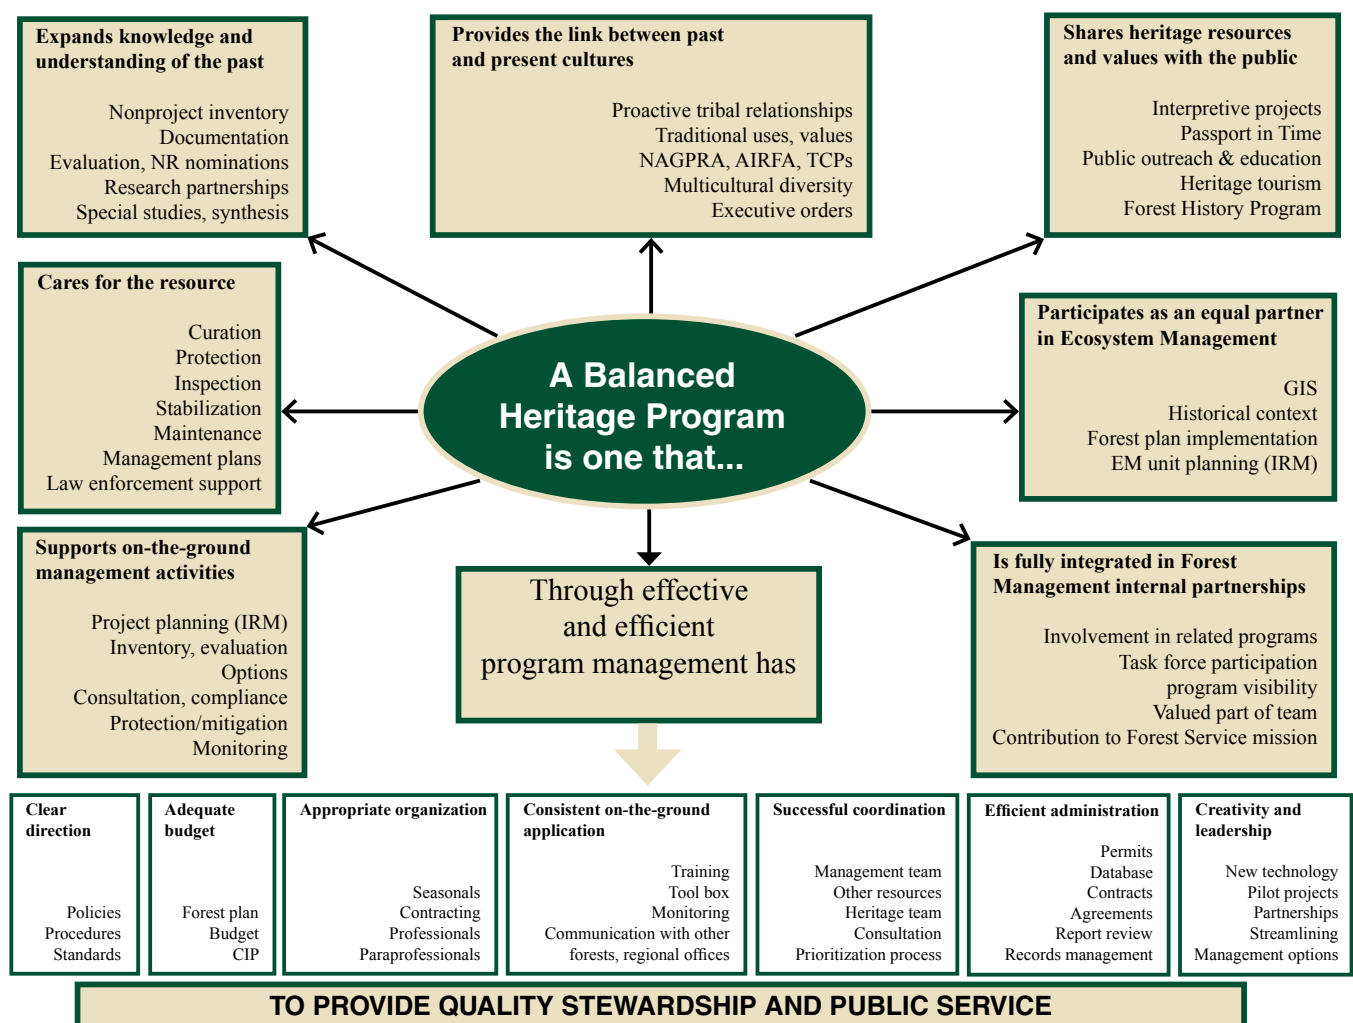 Expands knowledge and
understanding of the past
Nonproject inventory
Documentation
Evaluation, NR nominations
Research partnerships
Special studies, synthesis
Provides the link between past
and present cultures
Proactive tribal relationships
Traditional uses, values
NAGPRA, AIRFA, TCPs
Multicultural diversity
Executive orders
Shares heritage resources
and values with the public
Interpretive projects
Passport in Time
Public outreach & education
Heritage tourism
Forest History Program
Cares for the resource
Curation
Protection
Inspection
Stabilization
Maintenance
Management plans
Law enforcement support
A Balanced
Heritage Program
is one that...
Participates as an equal partner
in Ecosystem Management
GIS
Historical context
Forest plan implementation
EM unit planning (IRM)
Supports on-the-ground
management activities
Project planning (IRM)
Inventory, evaluation
Options
Consultation, compliance
Protection/mitigation
Monitoring
Through effective
and efficient
program management has
Is fully integrated in Forest
Management internal partnerships
Involvement in related programs
Task force participation
program visibility
Valued part of team
Contribution to Forest Service mission
Clear
direction
Policies
Procedures
Standards
Adequate
budget
Forest plan
Budget
CIP
Appropriate organization
Seasonals
Contracting
Professionals
Paraprofessionals
Consistent on-the-ground
application
Training
Tool box
Monitoring
Communication with other
forests, regional offices
Successful coordination
Management team
Other resources
Heritage team
Consultation
Prioritization process
Efficient administration
Permits
Database
Contracts
Agreements
Report review
Records management
Creativity and
leadership
New technology
Pilot projects
Partnerships
Streamlining
Management options
TO PROVIDE QUALITY STEWARDSHIP AND PUBLIC SERVICE